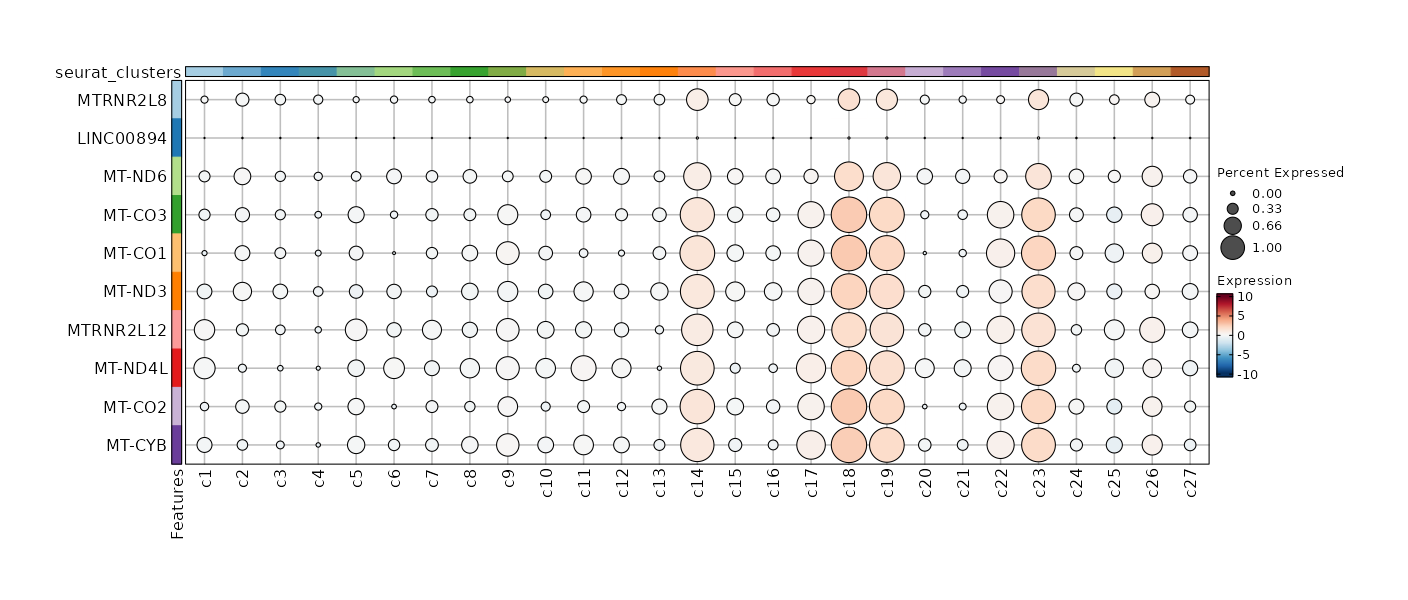 seurat_clusters
MTRNR2L8
LINC00894
MT-ND6
MT-CO3
MT-CO1
MT-ND3
MTRNR2L12
MT-ND4L
MT-CO2
MT-CYB
Features
c1 c2 c3 c4 c5 c6 c7 c8 c9 c10 c11 c12 c13 c14 c15 c16 c17 c18 c19 c20 c21 c22 c23 c24 c25 c26 c27
Percent Expressed
0.00
0.33
0.66
1.00
Expression
10
5
0
-5
-10